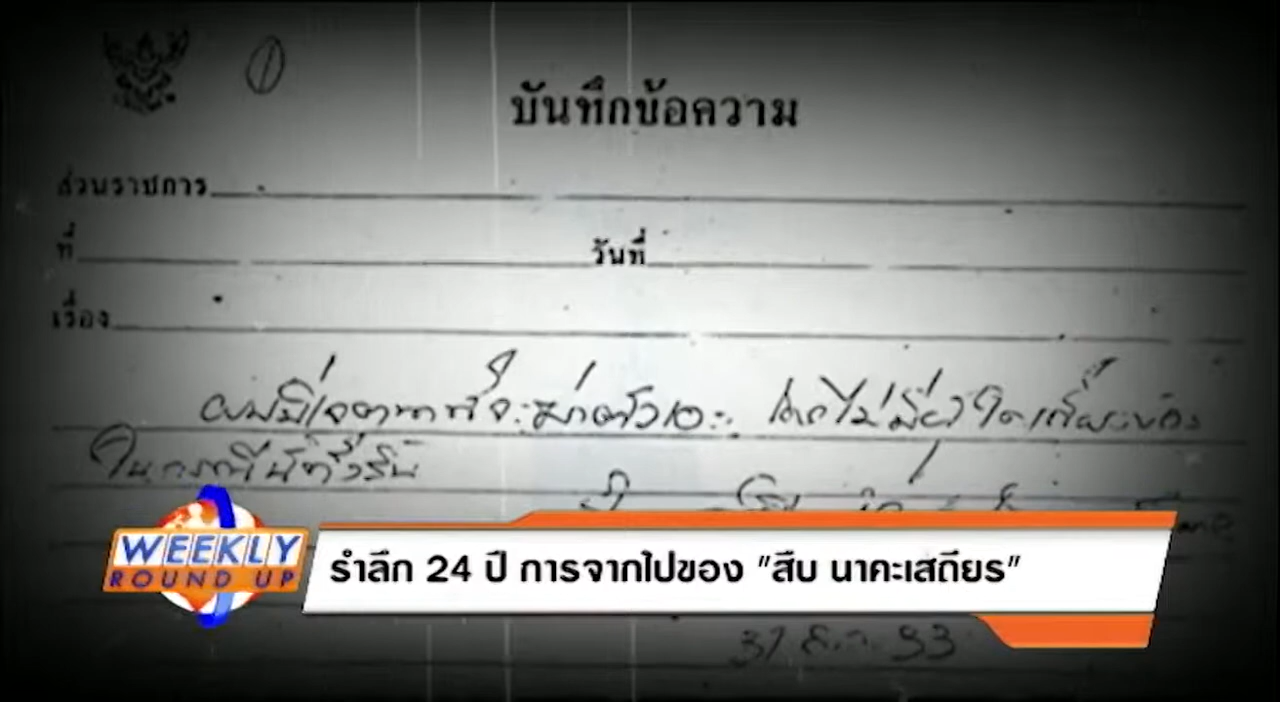 ①
บันทึกข้อความ
ส่วนราชการ
ที่ วันที่
เรื่อง
ผมมีเจตนาที่จะฆ่าตัวเอง โดยไม่มีผู้ใดเกี่ยวข้อง
ในกรณีนี้ทั้งสิ้น
WEEKLY
ROUND UP
รำลึก 24 ปี การจากไปของ "สืบ นาคะเสถียร"
31 ส.ค. 33